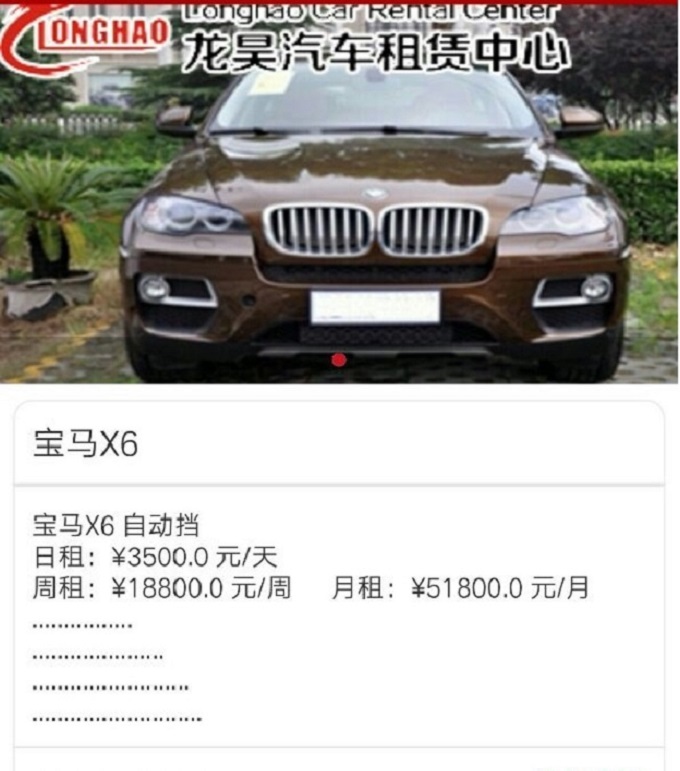 Longhao Car Rental Center
LONGHAO
龙昊汽车租赁中心
宝马X6
宝马X6 自动挡
日租：¥3500.0 元/天
周租：¥18800.0 元/周 月租：¥51800.0 元/月